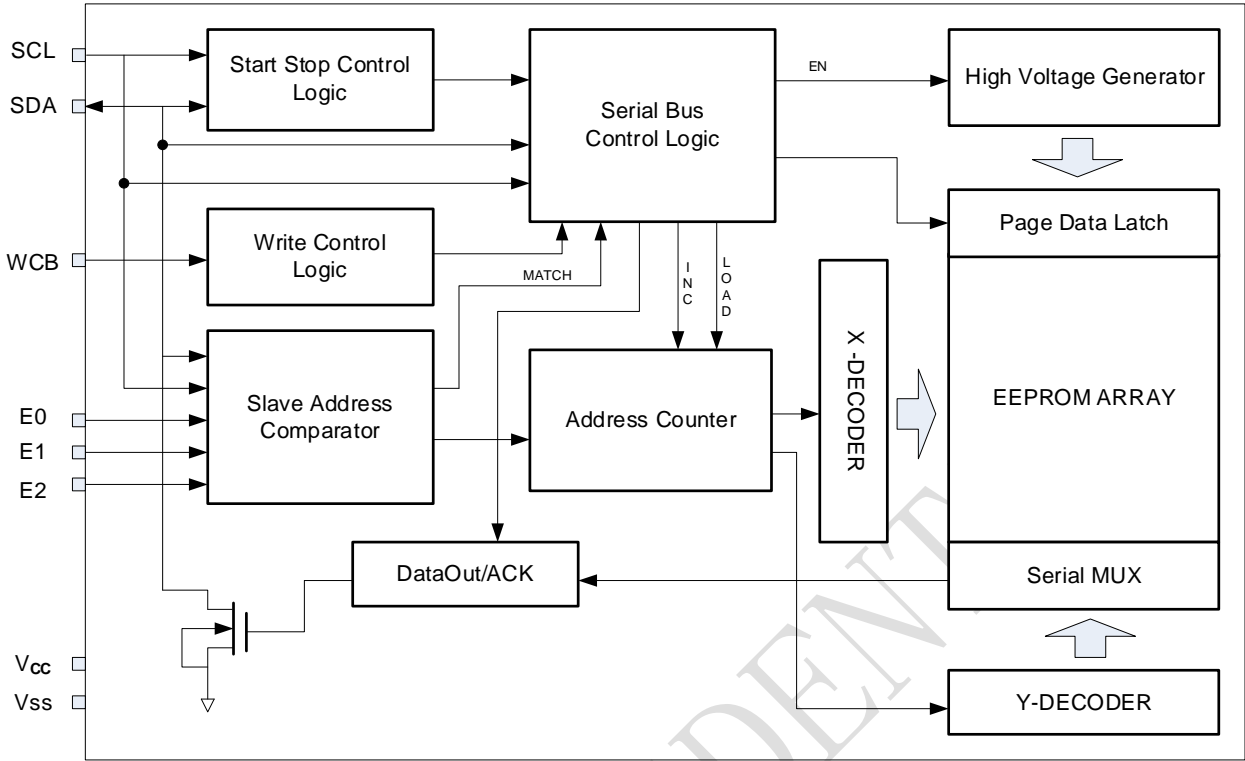 SCL
SDA
WCB
E0
E1
E2
Vcc
Vss
Start Stop Control
Logic
Write Control
Logic
Slave Address
Comparator
MATCH
Serial Bus
Control Logic
INC
LOAD
Address Counter
DataOut/ACK
EN
High Voltage Generator
Page Data Latch
X -DECODER
EEPROM ARRAY
Serial MUX
Y-DECODER